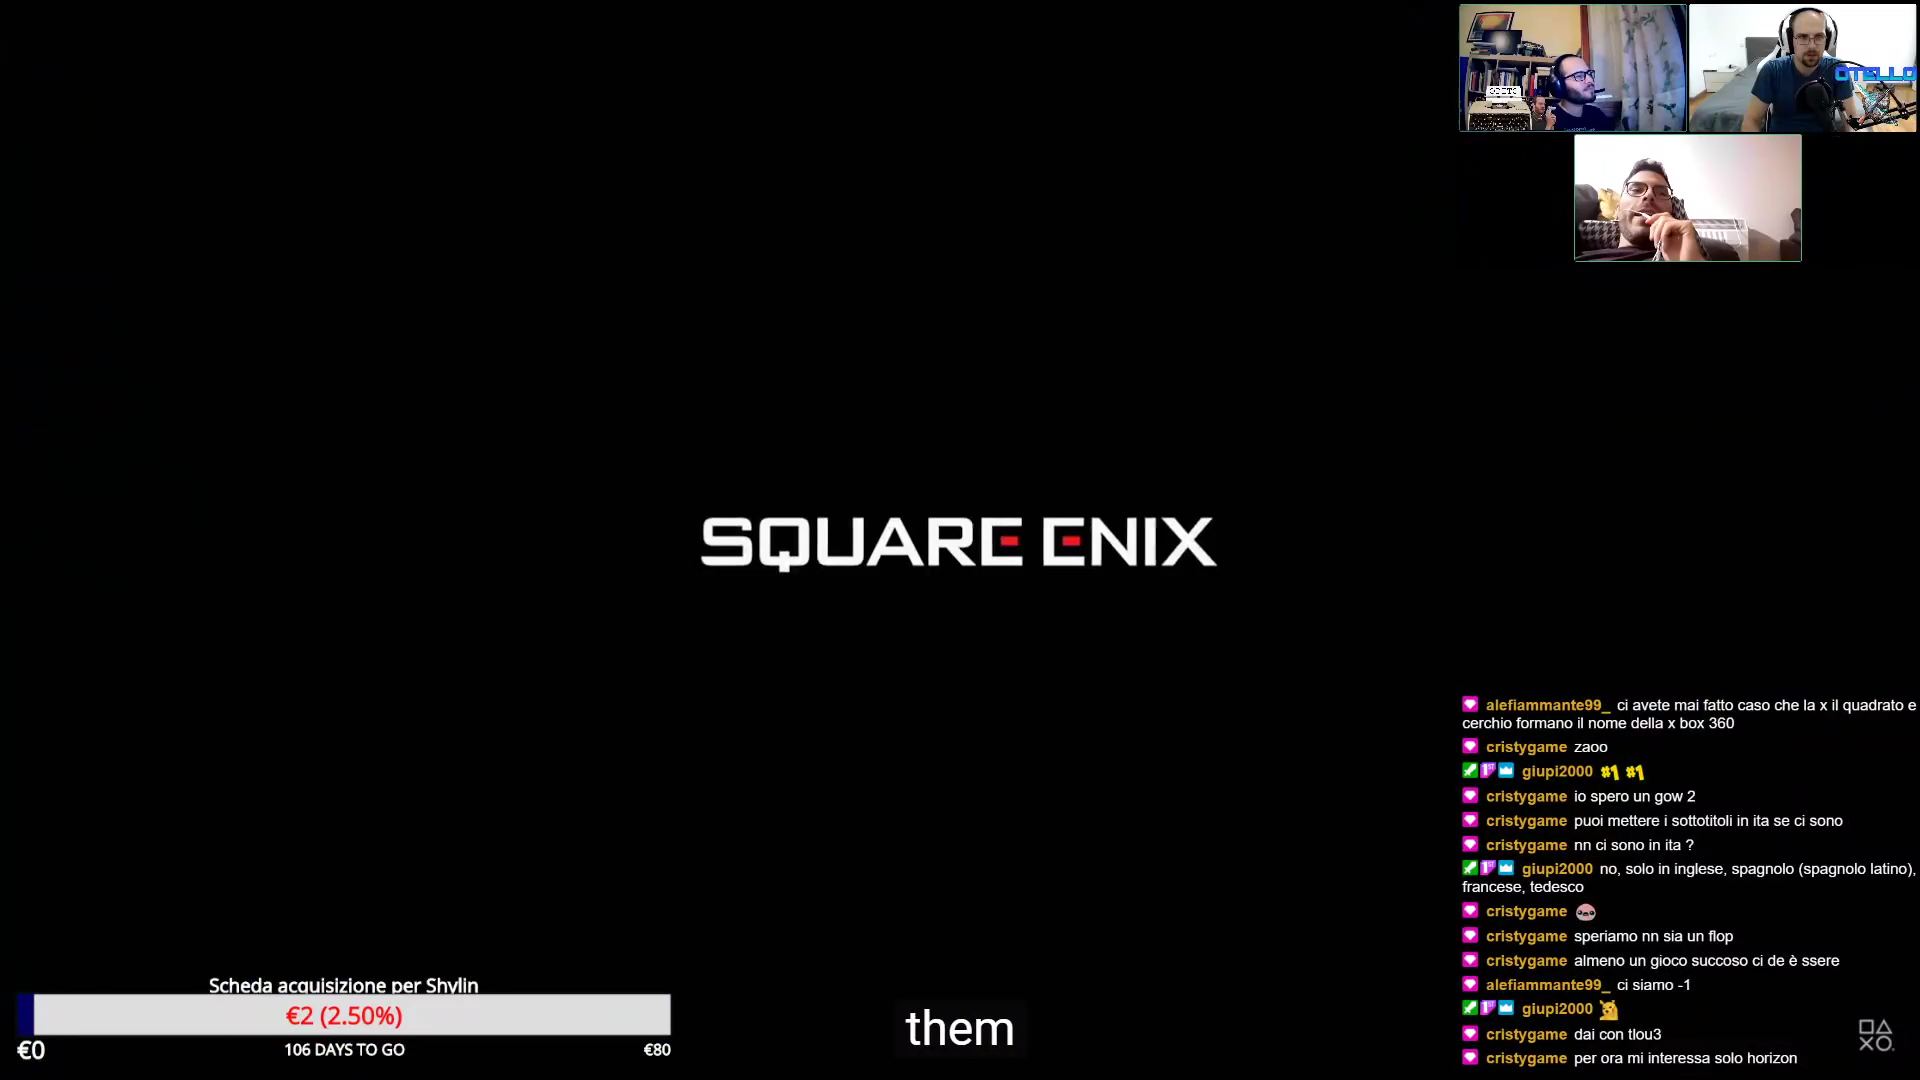 OTELLO
SQUARE ENIX
alefiammante99_ ci avete mai fatto caso che la x il quadrato e
cerchio formano il nome della x box 360
cristygame zaoo
giupi2000 #1 #1
cristygame io spero un gow 2
cristygame puoi mettere i sottotitoli in ita se ci sono
cristygame nn ci sono in ita ?
giupi2000 no, solo in inglese, spagnolo (spagnolo latino),
francese, tedesco
cristygame
cristygame speriamo nn sia un flop
cristygame almeno un gioco succoso ci de è ssere
alefiammante99_ ci siamo -1
giupi2000
cristygame dai con tlou3
cristygame per ora mi interessa solo horizon
Scheda acquisizione per Shylin
€2 (2.50%)
€0 106 DAYS TO GO €80
them